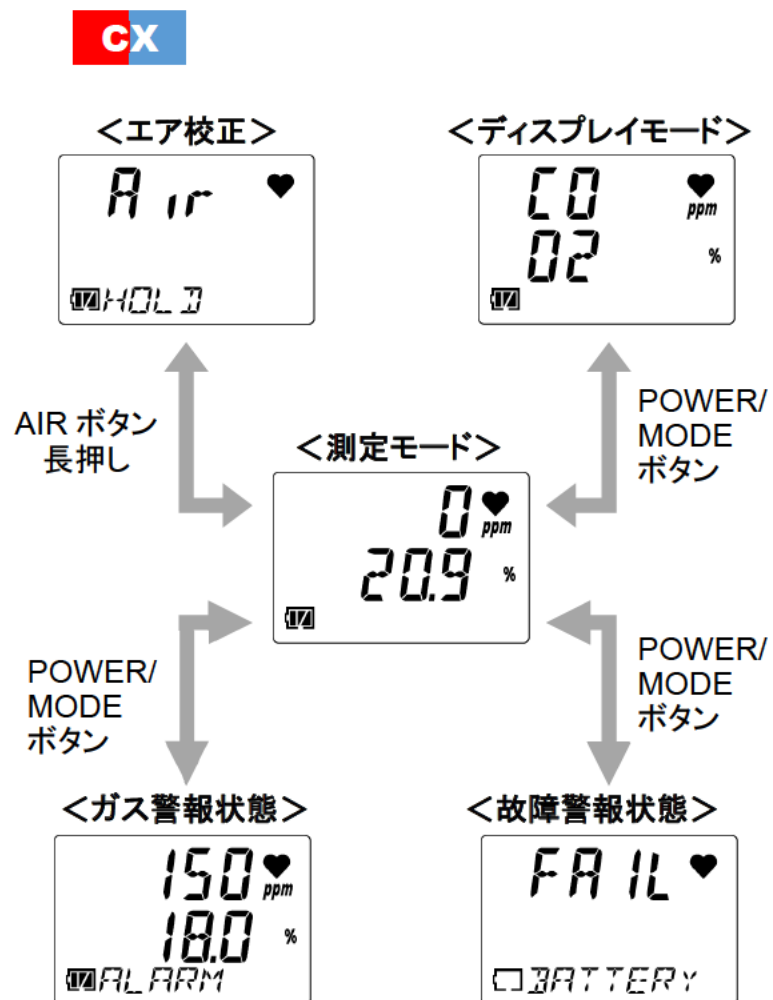 CX
<エア校正>
<ディスプレイモード>
Air
HOLD
CO
ppm
02
%
AIR ボタン
長押し
POWER/
MODE
ボタン
<測定モード>
0
ppm
20.9
%
POWER/
MODE
ボタン
POWER/
MODE
ボタン
<ガス警報状態>
<故障警報状態>
150
ppm
18.0
%
ALARM
FAIL
BATTERY